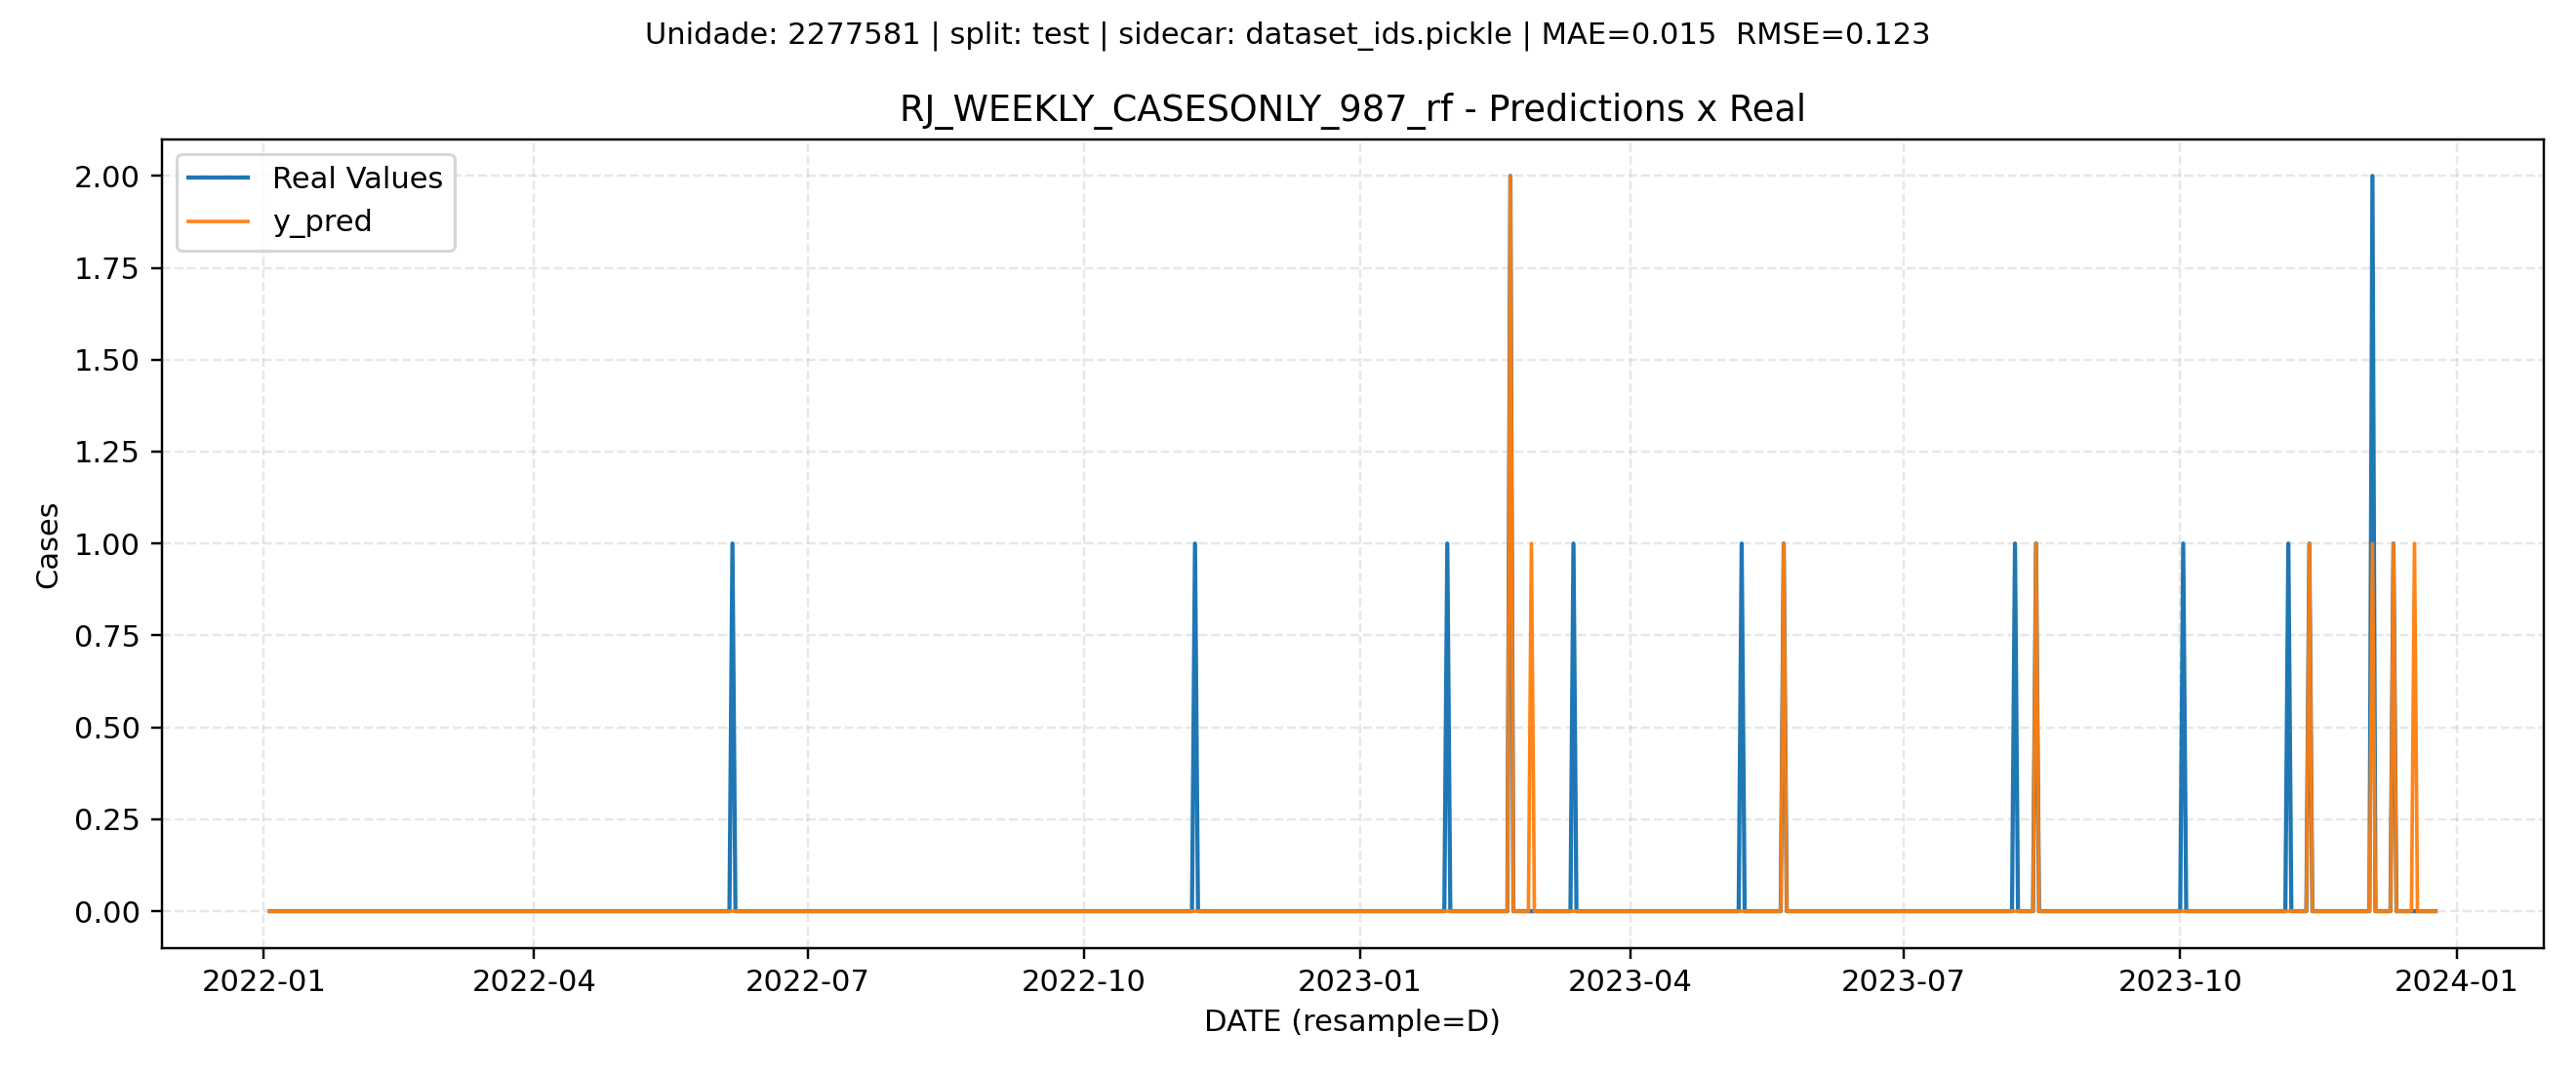 Unidade: 2277581 | split: test | sidecar: dataset_ids.pickle | MAE=0.015  RMSE=0.123
RJ_WEEKLY_CASESONLY_987_rf - Predictions x Real
Real Values
y_pred
2.00
1.75
1.50
1.25
1.00
0.75
0.50
0.25
0.00
Cases
2022-01 2022-04 2022-07 2022-10 2023-01 2023-04 2023-07 2023-10 2024-01
DATE (resample=D)